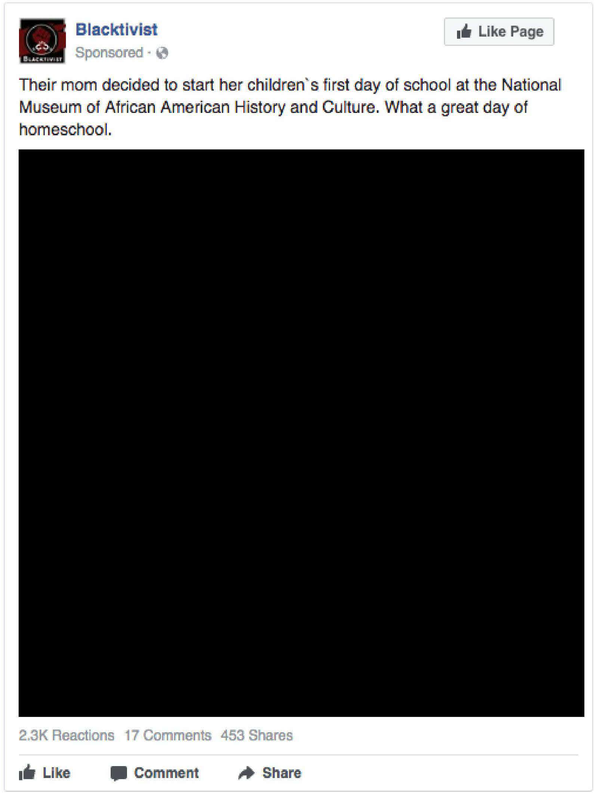 Blacktivist
Sponsored ·
Like Page
BLACKTIVIST
Their mom decided to start her children`s first day of school at the National
Museum of African American History and Culture. What a great day of
homeschool.
2.3K Reactions 17 Comments 453 Shares
Like Comment Share